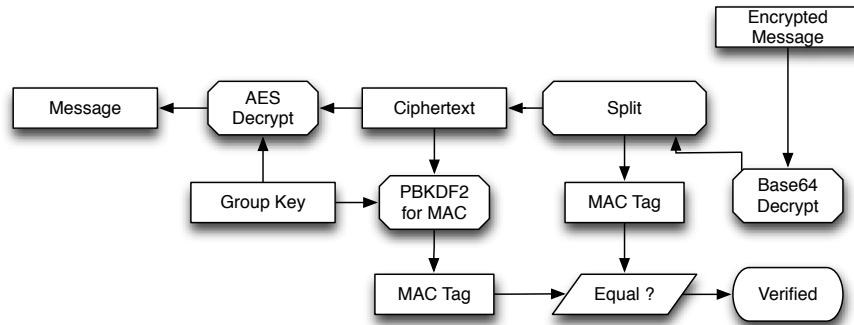 Encrypted
Message
Message
AES
Decrypt
Ciphertext
Split
Group Key
PBKDF2
for MAC
MAC Tag
Base64
Decrypt
MAC Tag
Equal ?
Verified